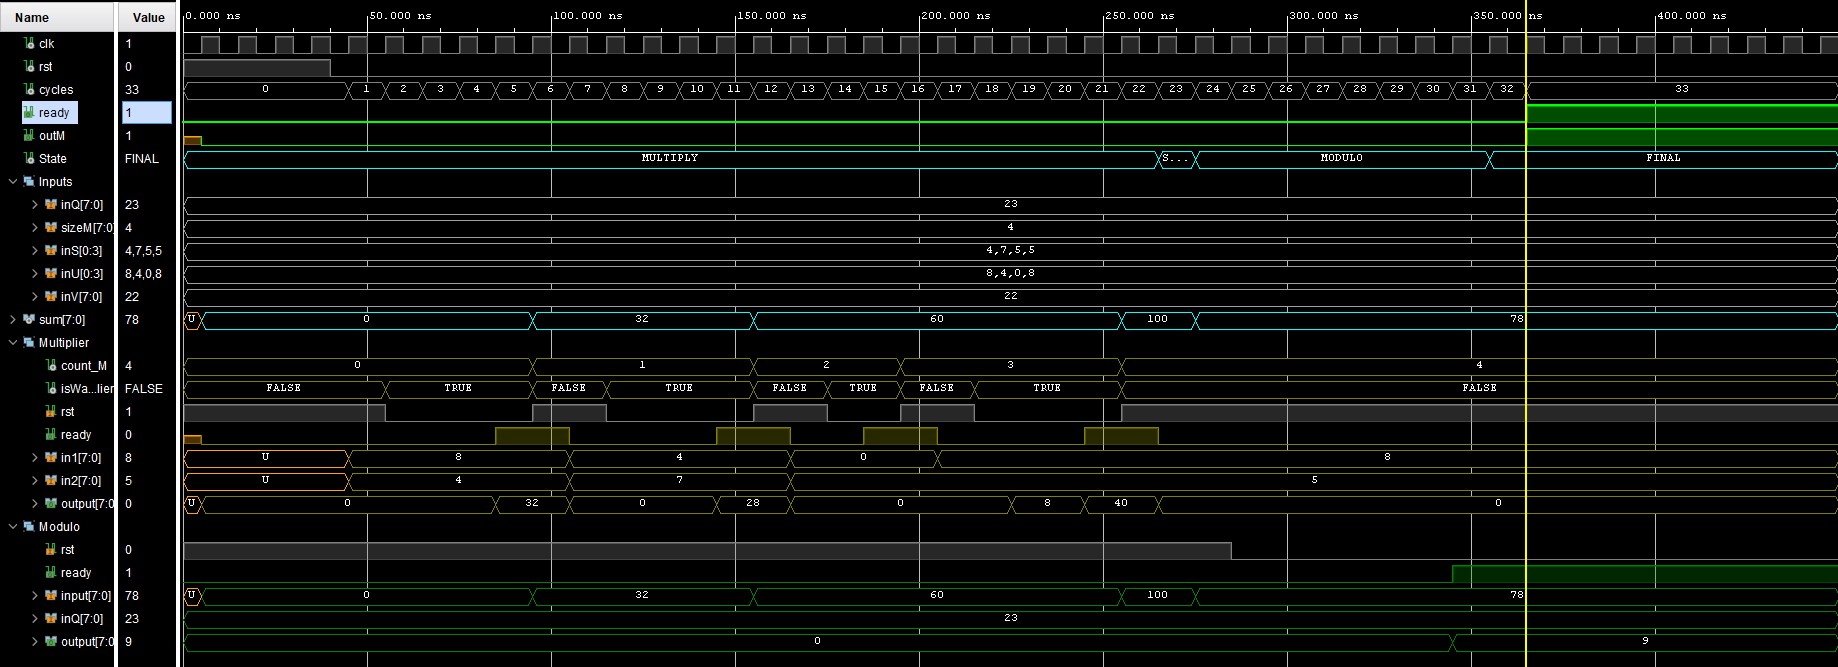 Name Value 0.000 ns 50.000 ns 100.000 ns 150.000 ns 200.000 ns 250.000 ns 300.000 ns 350.000 ns 400.000 ns
clk 1
rst 0
cycles 33 0 1 2 3 4 5 6 7 8 9 10 11 12 13 14 15 16 17 18 19 20 21 22 23 24 25 26 27 28 29 30 31 32 33
ready 1
outM 1
State FINAL MULTIPLY S... MODULO FINAL
Inputs
inQ[7:0] 23 23
sizeM[7:0] 4 4
inS[0:3] 4,7,5,5 4,7,5,5
inU[0:3] 8,4,0,8 8,4,0,8
inV[7:0] 22 22
sum[7:0] 78 U 0 32 60 100 78
Multiplier
count_M 4 0 1 2 3 4
isWa...lier FALSE FALSE TRUE FALSE TRUE FALSE TRUE FALSE TRUE FALSE
rst 1
ready 0
in1[7:0] 8 U 8 4 0 8
in2[7:0] 5 U 4 7 5
output[7:0 0 U 0 32 0 28 0 8 40 0
Modulo
rst 0
ready 1
input[7:0] 78 U 0 32 60 100 78
inQ[7:0] 23 23
output[7:0 9 0 9